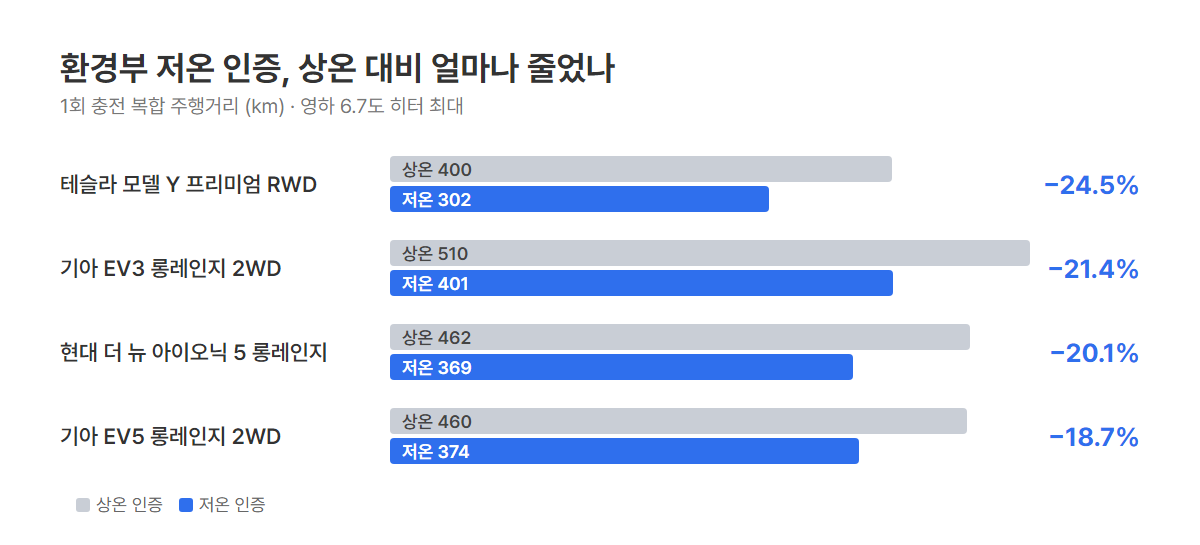 환경부 저온 인증, 상온 대비 얼마나 줄었나
1회 충전 복합 주행거리 (km) · 영하 6.7도 히터 최대
테슬라 모델 Y 프리미엄 RWD
상온 400
저온 302
−24.5%
기아 EV3 롱레인지 2WD
상온 510
저온 401
−21.4%
현대 더 뉴 아이오닉 5 롱레인지
상온 462
저온 369
−20.1%
기아 EV5 롱레인지 2WD
상온 460
저온 374
−18.7%
상온 인증 저온 인증